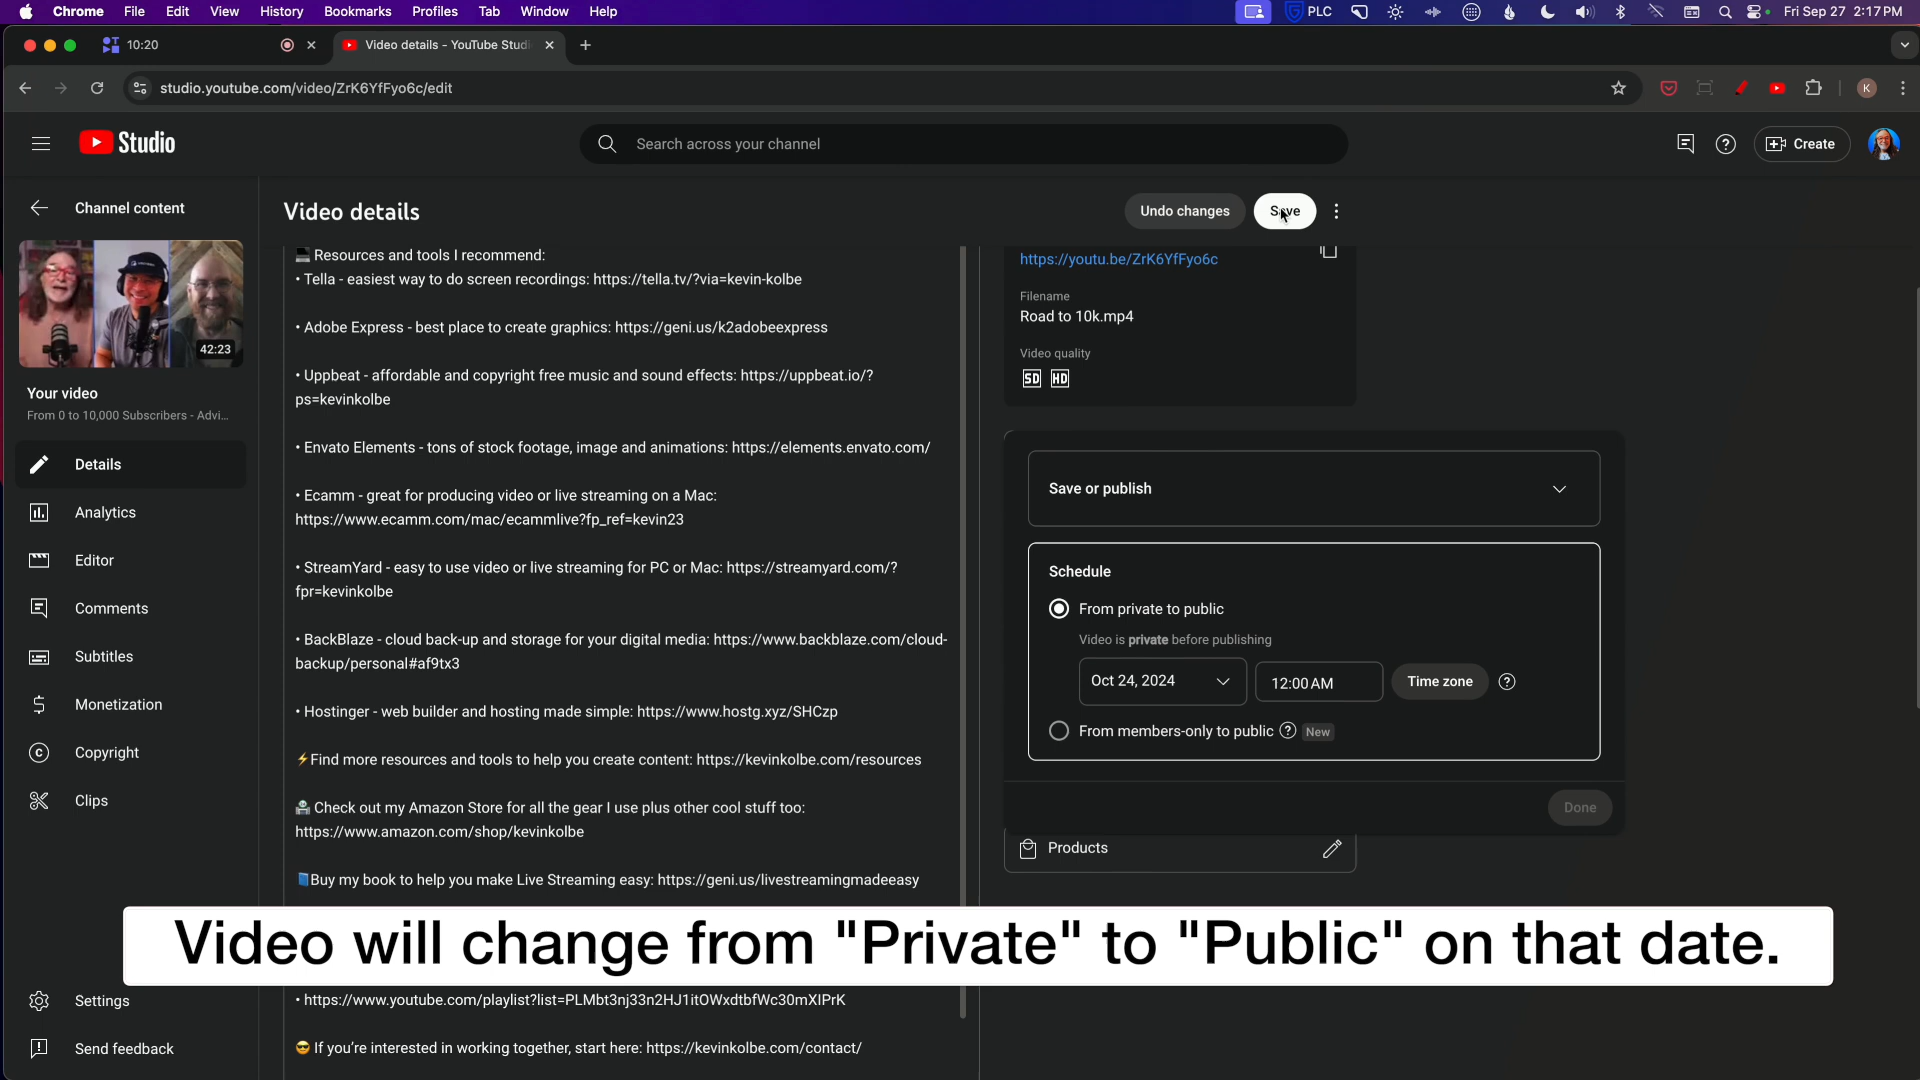 Chrome File Edit View History Bookmarks Profiles Tab Window Help
PLC Fri Sep 27 2:17 PM
10:20
Video details - YouTube Studi
studio.youtube.com/video/ZrK6YfFyo6c/edit
K
Studio
Search across your channel
Create
Channel content
42:23
Your video
From 0 to 10,000 Subscribers - Advi...
Details
Analytics
Editor
Comments
Subtitles
Monetization
Copyright
Clips
Settings
Send feedback
Video details
Undo changes
Save
Resources and tools I recommend:
• Tella - easiest way to do screen recordings: https://tella.tv/?via=kevin-kolbe
• Adobe Express - best place to create graphics: https://geni.us/k2adobeexpress
• Uppbeat - affordable and copyright free music and sound effects: https://uppbeat.io/?
ps=kevinkolbe
• Envato Elements - tons of stock footage, image and animations: https://elements.envato.com/
• Ecamm - great for producing video or live streaming on a Mac:
https://www.ecamm.com/mac/ecammlive?fp_ref=kevin23
• StreamYard - easy to use video or live streaming for PC or Mac: https://streamyard.com/?
fpr=kevinkolbe
• BackBlaze - cloud back-up and storage for your digital media: https://www.backblaze.com/cloud-
backup/personal#af9tx3
• Hostinger - web builder and hosting made simple: https://www.hostg.xyz/SHCzp
⚡Find more resources and tools to help you create content: https://kevinkolbe.com/resources
Check out my Amazon Store for all the gear I use plus other cool stuff too:
https://www.amazon.com/shop/kevinkolbe
📘Buy my book to help you make Live Streaming easy: https://geni.us/livestreamingmadeeasy
• https://www.youtube.com/playlist?list=PLMbt3nj33n2HJ1itOWxdtbfWc30mXIPrK
😎 If you're interested in working together, start here: https://kevinkolbe.com/contact/
https://youtu.be/ZrK6YfFyo6c
Filename
Road to 10k.mp4
Video quality
SD HD
Save or publish
Schedule
From private to public
Video is private before publishing
Oct 24, 2024
12:00 AM
Time zone
From members-only to public
New
Done
Products
Video will change from "Private" to "Public" on that date.